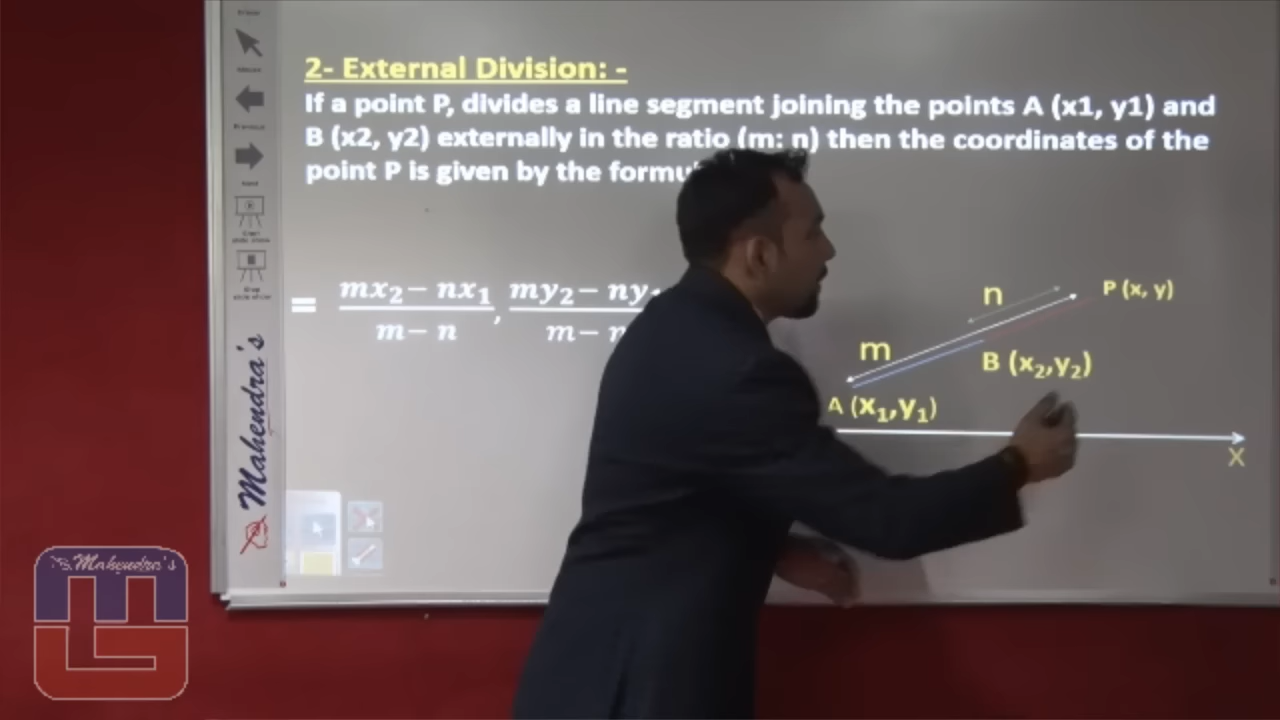 2- External Division: -
If a point P, divides a line segment joining the points A (x1, y1) and
B (x2, y2) externally in the ratio (m: n) then the coordinates of the
point P is given by the
= mx₂ − nx₁ / m − n , my₂ − ny / m −
n
P (x, y)
m
B (x₂,y₂)
A (x₁,y₁)
X
Mahendra's
Mahendra's